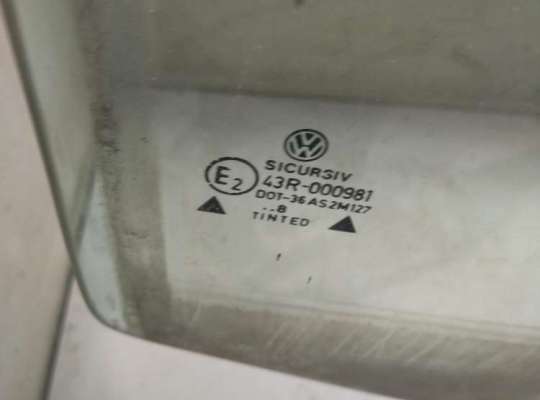 SICURSIV
E2 43R-000981
DOT-36 AS2M127
..8
TINTED